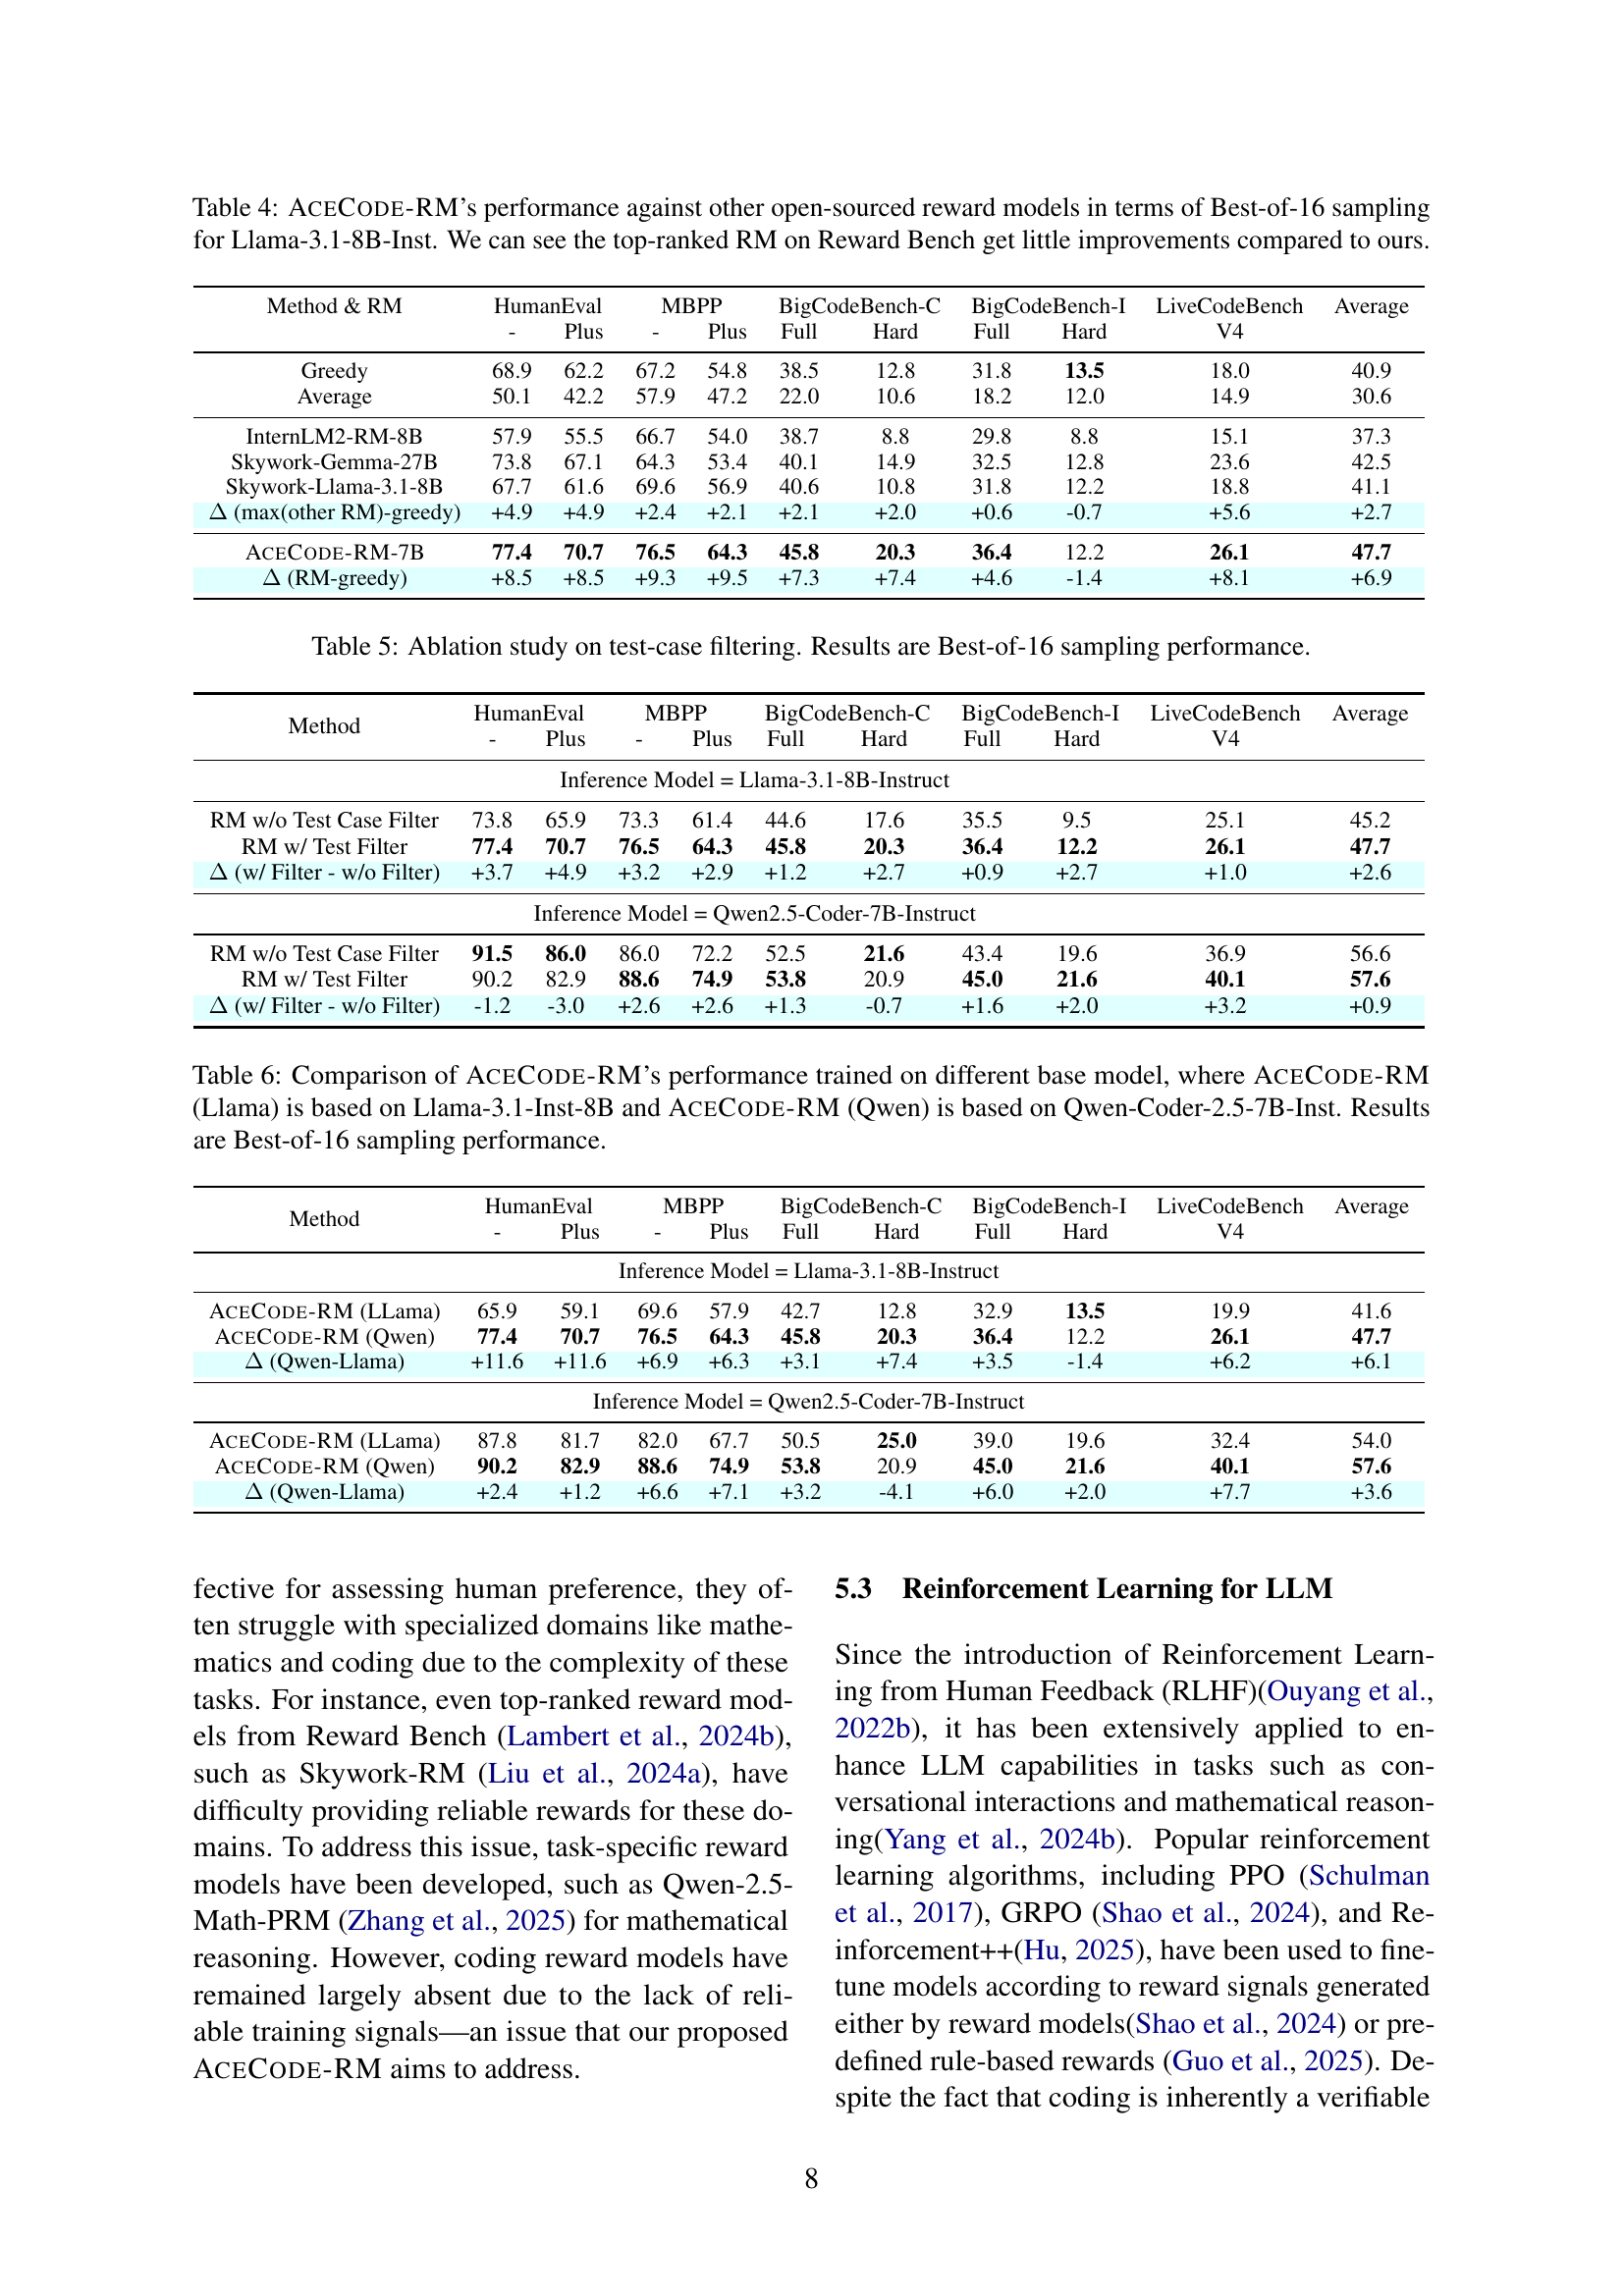 Table 4: ACECODE-RM's performance against other open-sourced reward models in terms of Best-of-16 sampling
for Llama-3.1-8B-Inst. We can see the top-ranked RM on Reward Bench get little improvements compared to ours.
Method & RM HumanEval MBPP BigCodeBench-C BigCodeBench-I LiveCodeBench Average
- Plus - Plus Full Hard Full Hard V4
Greedy 68.9 62.2 67.2 54.8 38.5 12.8 31.8 13.5 18.0 40.9
Average 50.1 42.2 57.9 47.2 22.0 10.6 18.2 12.0 14.9 30.6
InternLM2-RM-8B 57.9 55.5 66.7 54.0 38.7 8.8 29.8 8.8 15.1 37.3
Skywork-Gemma-27B 73.8 67.1 64.3 53.4 40.1 14.9 32.5 12.8 23.6 42.5
Skywork-Llama-3.1-8B 67.7 61.6 69.6 56.9 40.6 10.8 31.8 12.2 18.8 41.1
Δ (max(other RM)-greedy) +4.9 +4.9 +2.4 +2.1 +2.1 +2.0 +0.6 -0.7 +5.6 +2.7
ACECODE-RM-7B 77.4 70.7 76.5 64.3 45.8 20.3 36.4 12.2 26.1 47.7
Δ (RM-greedy) +8.5 +8.5 +9.3 +9.5 +7.3 +7.4 +4.6 -1.4 +8.1 +6.9
Table 5: Ablation study on test-case filtering. Results are Best-of-16 sampling performance.
Method HumanEval MBPP BigCodeBench-C BigCodeBench-I LiveCodeBench Average
- Plus - Plus Full Hard Full Hard V4
Inference Model = Llama-3.1-8B-Instruct
RM w/o Test Case Filter 73.8 65.9 73.3 61.4 44.6 17.6 35.5 9.5 25.1 45.2
RM w/ Test Filter 77.4 70.7 76.5 64.3 45.8 20.3 36.4 12.2 26.1 47.7
Δ (w/ Filter - w/o Filter) +3.7 +4.9 +3.2 +2.9 +1.2 +2.7 +0.9 +2.7 +1.0 +2.6
Inference Model = Qwen2.5-Coder-7B-Instruct
RM w/o Test Case Filter 91.5 86.0 86.0 72.2 52.5 21.6 43.4 19.6 36.9 56.6
RM w/ Test Filter 90.2 82.9 88.6 74.9 53.8 20.9 45.0 21.6 40.1 57.6
Δ (w/ Filter - w/o Filter) -1.2 -3.0 +2.6 +2.6 +1.3 -0.7 +1.6 +2.0 +3.2 +0.9
Table 6: Comparison of ACECODE-RM's performance trained on different base model, where ACECODE-RM
(Llama) is based on Llama-3.1-Inst-8B and ACECODE-RM (Qwen) is based on Qwen-Coder-2.5-7B-Inst. Results
are Best-of-16 sampling performance.
Method HumanEval MBPP BigCodeBench-C BigCodeBench-I LiveCodeBench Average
- Plus - Plus Full Hard Full Hard V4
Inference Model = Llama-3.1-8B-Instruct
ACECODE-RM (LLama) 65.9 59.1 69.6 57.9 42.7 12.8 32.9 13.5 19.9 41.6
ACECODE-RM (Qwen) 77.4 70.7 76.5 64.3 45.8 20.3 36.4 12.2 26.1 47.7
Δ (Qwen-Llama) +11.6 +11.6 +6.9 +6.3 +3.1 +7.4 +3.5 -1.4 +6.2 +6.1
Inference Model = Qwen2.5-Coder-7B-Instruct
ACECODE-RM (LLama) 87.8 81.7 82.0 67.7 50.5 25.0 39.0 19.6 32.4 54.0
ACECODE-RM (Qwen) 90.2 82.9 88.6 74.9 53.8 20.9 45.0 21.6 40.1 57.6
Δ (Qwen-Llama) +2.4 +1.2 +6.6 +7.1 +3.2 -4.1 +6.0 +2.0 +7.7 +3.6
fective for assessing human preference, they of-
ten struggle with specialized domains like mathe-
matics and coding due to the complexity of these
tasks. For instance, even top-ranked reward mod-
els from Reward Bench (Lambert et al., 2024b),
such as Skywork-RM (Liu et al., 2024a), have
difficulty providing reliable rewards for these do-
mains. To address this issue, task-specific reward
models have been developed, such as Qwen-2.5-
Math-PRM (Zhang et al., 2025) for mathematical
reasoning. However, coding reward models have
remained largely absent due to the lack of reli-
able training signals—an issue that our proposed
ACECODE-RM aims to address.
5.3 Reinforcement Learning for LLM
Since the introduction of Reinforcement Learn-
ing from Human Feedback (RLHF)(Ouyang et al.,
2022b), it has been extensively applied to en-
hance LLM capabilities in tasks such as con-
versational interactions and mathematical reason-
ing(Yang et al., 2024b). Popular reinforcement
learning algorithms, including PPO (Schulman
et al., 2017), GRPO (Shao et al., 2024), and Re-
inforcement++(Hu, 2025), have been used to fine-
tune models according to reward signals generated
either by reward models(Shao et al., 2024) or pre-
defined rule-based rewards (Guo et al., 2025). De-
spite the fact that coding is inherently a verifiable
8